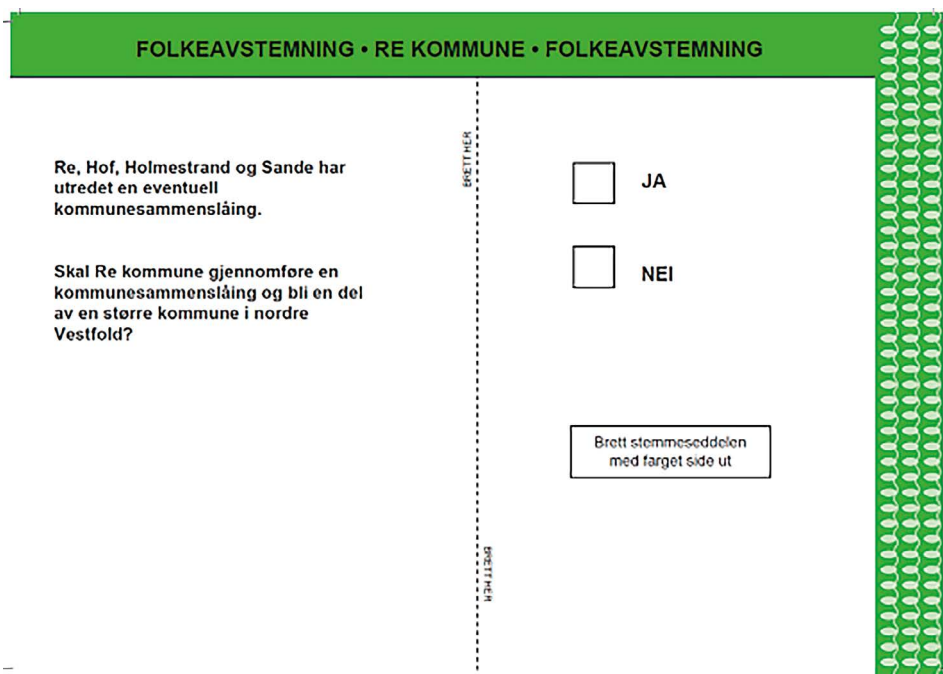 FOLKEAVSTEMNING • RE KOMMUNE • FOLKEAVSTEMNING
Re, Hof, Holmestrand og Sande har
utredet en eventuell
kommunesammenslåing.
Skal Re kommune gjennomføre en
kommunesammenslåing og bli en del
av en større kommune i nordre
Vestfold?
BRETT HER
JA
NEI
Brett stemmeseddelen
med farget side ut
BRETT HER